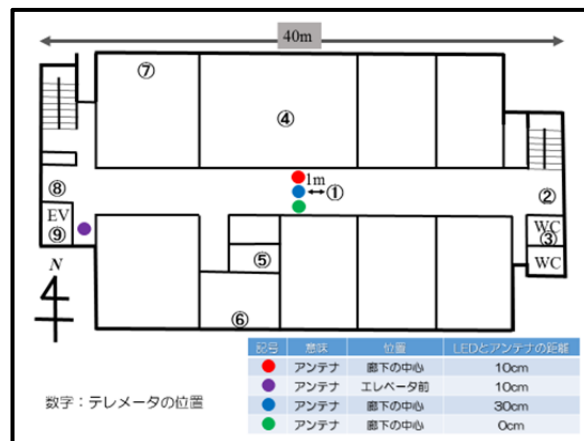 40m
⑦
④
1m
①
⑧
②
EV
WC
⑨
③
⑤
WC
N
⑥
記号 意味 位置 LEDとアンテナの距離
アンテナ 廊下の中心 10cm
アンテナ エレベータ前 10cm
アンテナ 廊下の中心 30cm
アンテナ 廊下の中心 0cm
数字：テレメータの位置